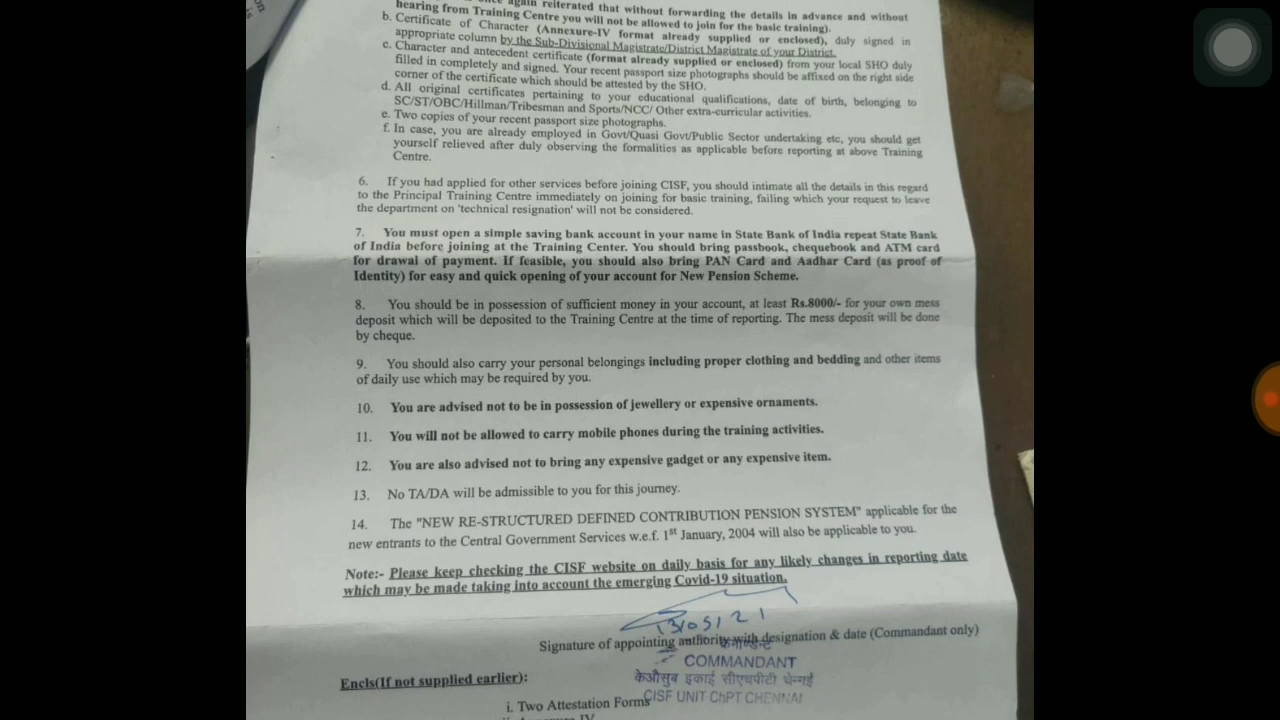 again reiterated that without forwarding the details in advance and without
hearing from Training Centre you will not be allowed to join for the basic training).
b. Certificate of Character (Annexure-IV format already supplied or enclosed), duly signed in
appropriate column by the Sub-Divisional Magistrate/District Magistrate of your District.
c. Character and antecedent certificate (format already supplied or enclosed) from your local SHO duly
filled in completely and signed. Your recent passport size photographs should be affixed on the right side
corner of the certificate which should be attested by the SHO.
d. All original certificates pertaining to your educational qualifications, date of birth, belonging to
SC/ST/OBC/Hillman/Tribesman and Sports/NCC/ Other extra-curricular activities.
e. Two copies of your recent passport size photographs.
f. In case, you are already employed in Govt/Quasi Govt/Public Sector undertaking etc, you should get
yourself relieved after duly observing the formalities as applicable before reporting at above Training
Centre.
6. If you had applied for other services before joining CISF, you should intimate all the details in this regard
to the Principal Training Centre immediately on joining for basic training, failing which your request to leave
the department on 'technical resignation' will not be considered.
7. You must open a simple saving bank account in your name in State Bank of India repeat State Bank
of India before joining at the Training Center. You should bring passbook, chequebook and ATM card
for drawal of payment. If feasible, you should also bring PAN Card and Aadhar Card (as proof of
Identity) for easy and quick opening of your account for New Pension Scheme.
8. You should be in possession of sufficient money in your account, at least Rs.8000/- for your own mess
deposit which will be deposited to the Training Centre at the time of reporting. The mess deposit will be done
by cheque.
9. You should also carry your personal belongings including proper clothing and bedding and other items
of daily use which may be required by you.
10. You are advised not to be in possession of jewellery or expensive ornaments.
11. You will not be allowed to carry mobile phones during the training activities.
12. You are also advised not to bring any expensive gadget or any expensive item.
13. No TA/DA will be admissible to you for this journey.
14. The "NEW RE-STRUCTURED DEFINED CONTRIBUTION PENSION SYSTEM" applicable for the
new entrants to the Central Government Services w.e.f. 1st January, 2004 will also be applicable to you.
Note:- Please keep checking the CISF website on daily basis for any likely changes in reporting date
which may be made taking into account the emerging Covid-19 situation.
Signature of appointing authority with designation & date (Commandant only)
कमाण्डेन्ट
COMMANDANT
केऔसुब इकाई सीएचपीटी चेन्नई
CISF UNIT ChPT CHENNAI
Encls(If not supplied earlier):
i. Two Attestation Forms